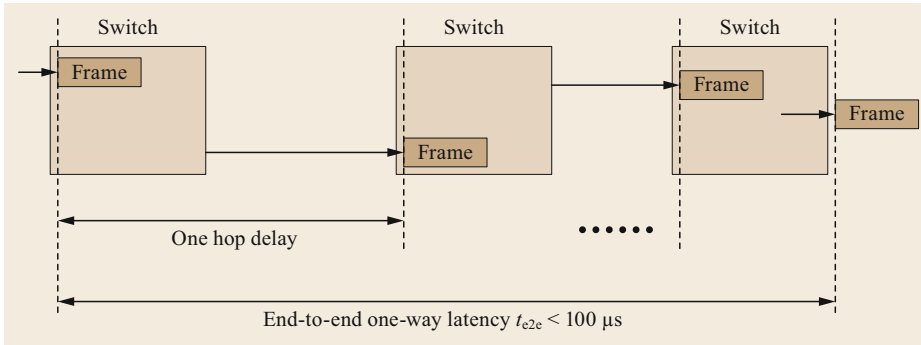 Switch
Switch
Switch
Frame
Frame
Frame
Frame
One hop delay
End-to-end one-way latency t_e2e < 100 µs